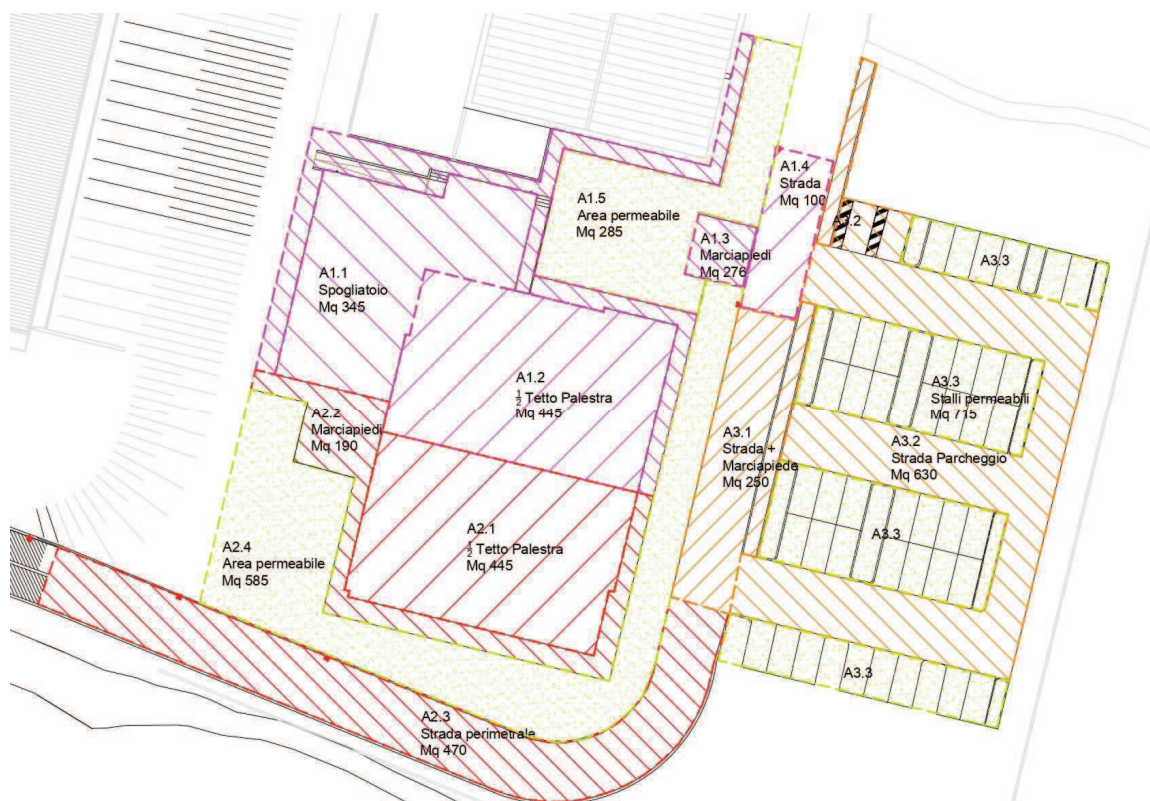 A1.4
Strada
Mq 100
A1.5
Area permeabile
Mq 285
A3.2
A1.3
Marciapiedi
Mq 276
A3.3
A1.1
Spogliatoio
Mq 345
A1.2
½ Tetto Palestra
Mq 445
A3.3
Stalli permeabili
Mq 715
A2.2
Marciapiedi
Mq 190
A3.1
Strada +
Marciapiede
Mq 250
A3.2
Strada Parcheggio
Mq 630
A2.1
½ Tetto Palestra
Mq 445
A3.3
A2.4
Area permeabile
Mq 585
A3.3
A2.3
Strada perimetrale
Mq 470